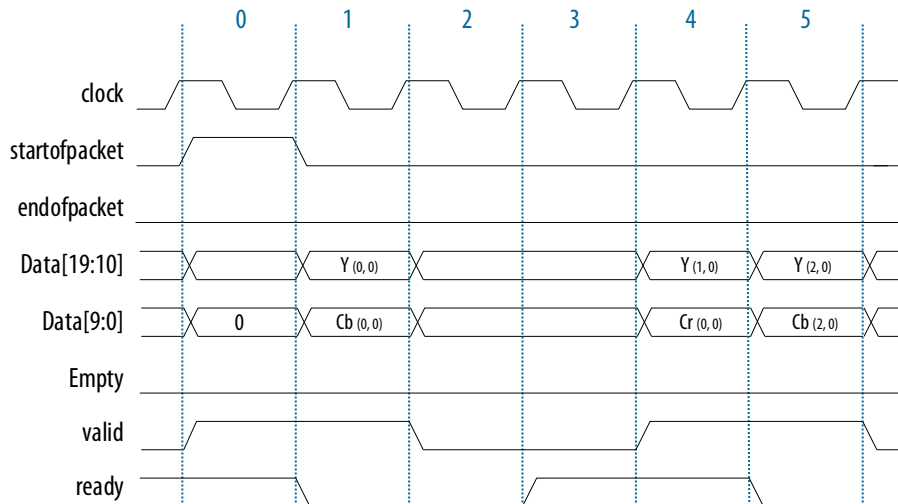 0 1 2 3 4 5
clock
startofpacket
endofpacket
Data[19:10] Y (0, 0) Y (1, 0) Y (2, 0)
Data[9:0] 0 Cb (0, 0) Cr (0, 0) Cb (2, 0)
Empty
valid
ready